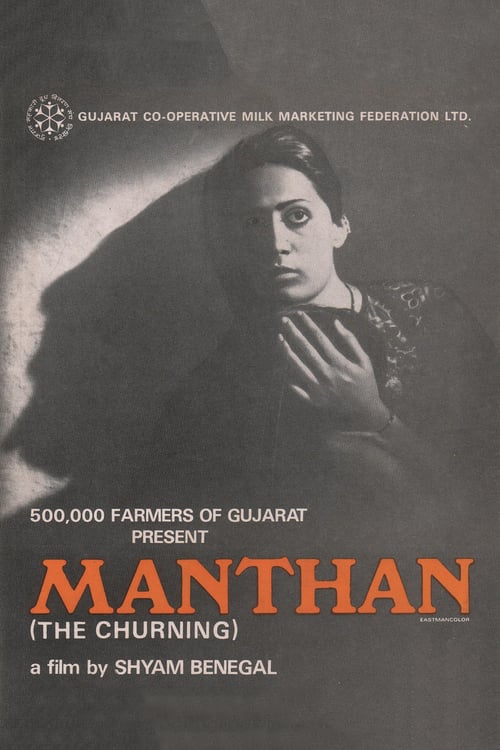 GUJARAT CO-OPERATIVE MILK MARKETING FEDERATION LTD.
500,000 FARMERS OF GUJARAT
PRESENT
MANTHAN
EASTMANCOLOR
(THE CHURNING)
a film by SHYAM BENEGAL